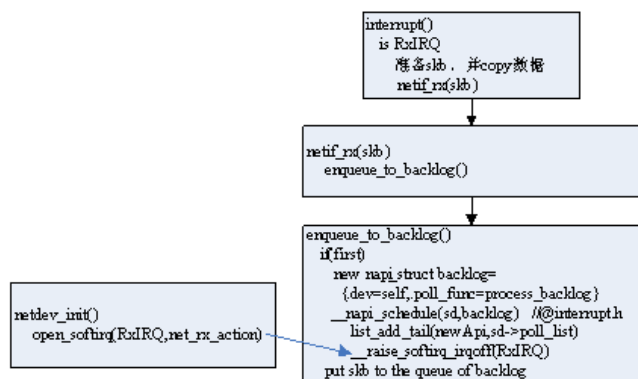 interrupt()
is RxIRQ
准备skb，并copy数据
netif_rx(skb)
netif_rx(skb)
enqueue_to_backlog()
enqueue_to_backlog()
if(first)
new napi_struct backlog=
{.dev=self,.poll_func=process_backlog}
__napi_schedule(sd,backlog) //@interrupt.h
list_add_tail(newApi,sd->poll_list)
__raise_softirq_irqoff(RxIRQ)
put skb to the queue of backlog
netdev_init()
open_softirq(RxIRQ,net_rx_action)